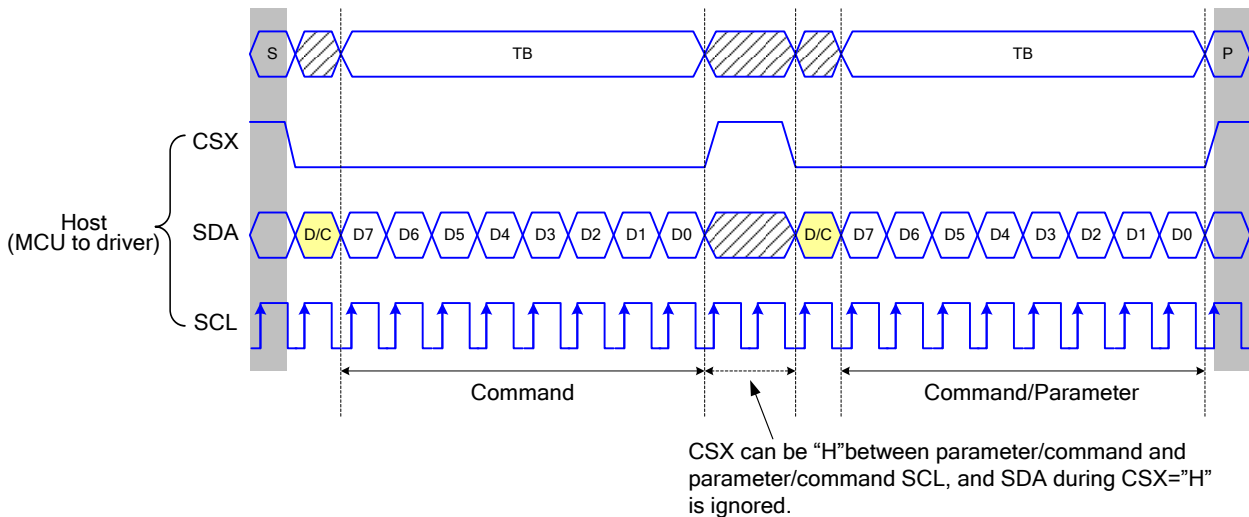 S TB TB P
CSX
Host
(MCU to driver)
SDA D/C D7 D6 D5 D4 D3 D2 D1 D0 D/C D7 D6 D5 D4 D3 D2 D1 D0
SCL
Command Command/Parameter
CSX can be “H”between parameter/command and
parameter/command SCL, and SDA during CSX=”H”
is ignored.